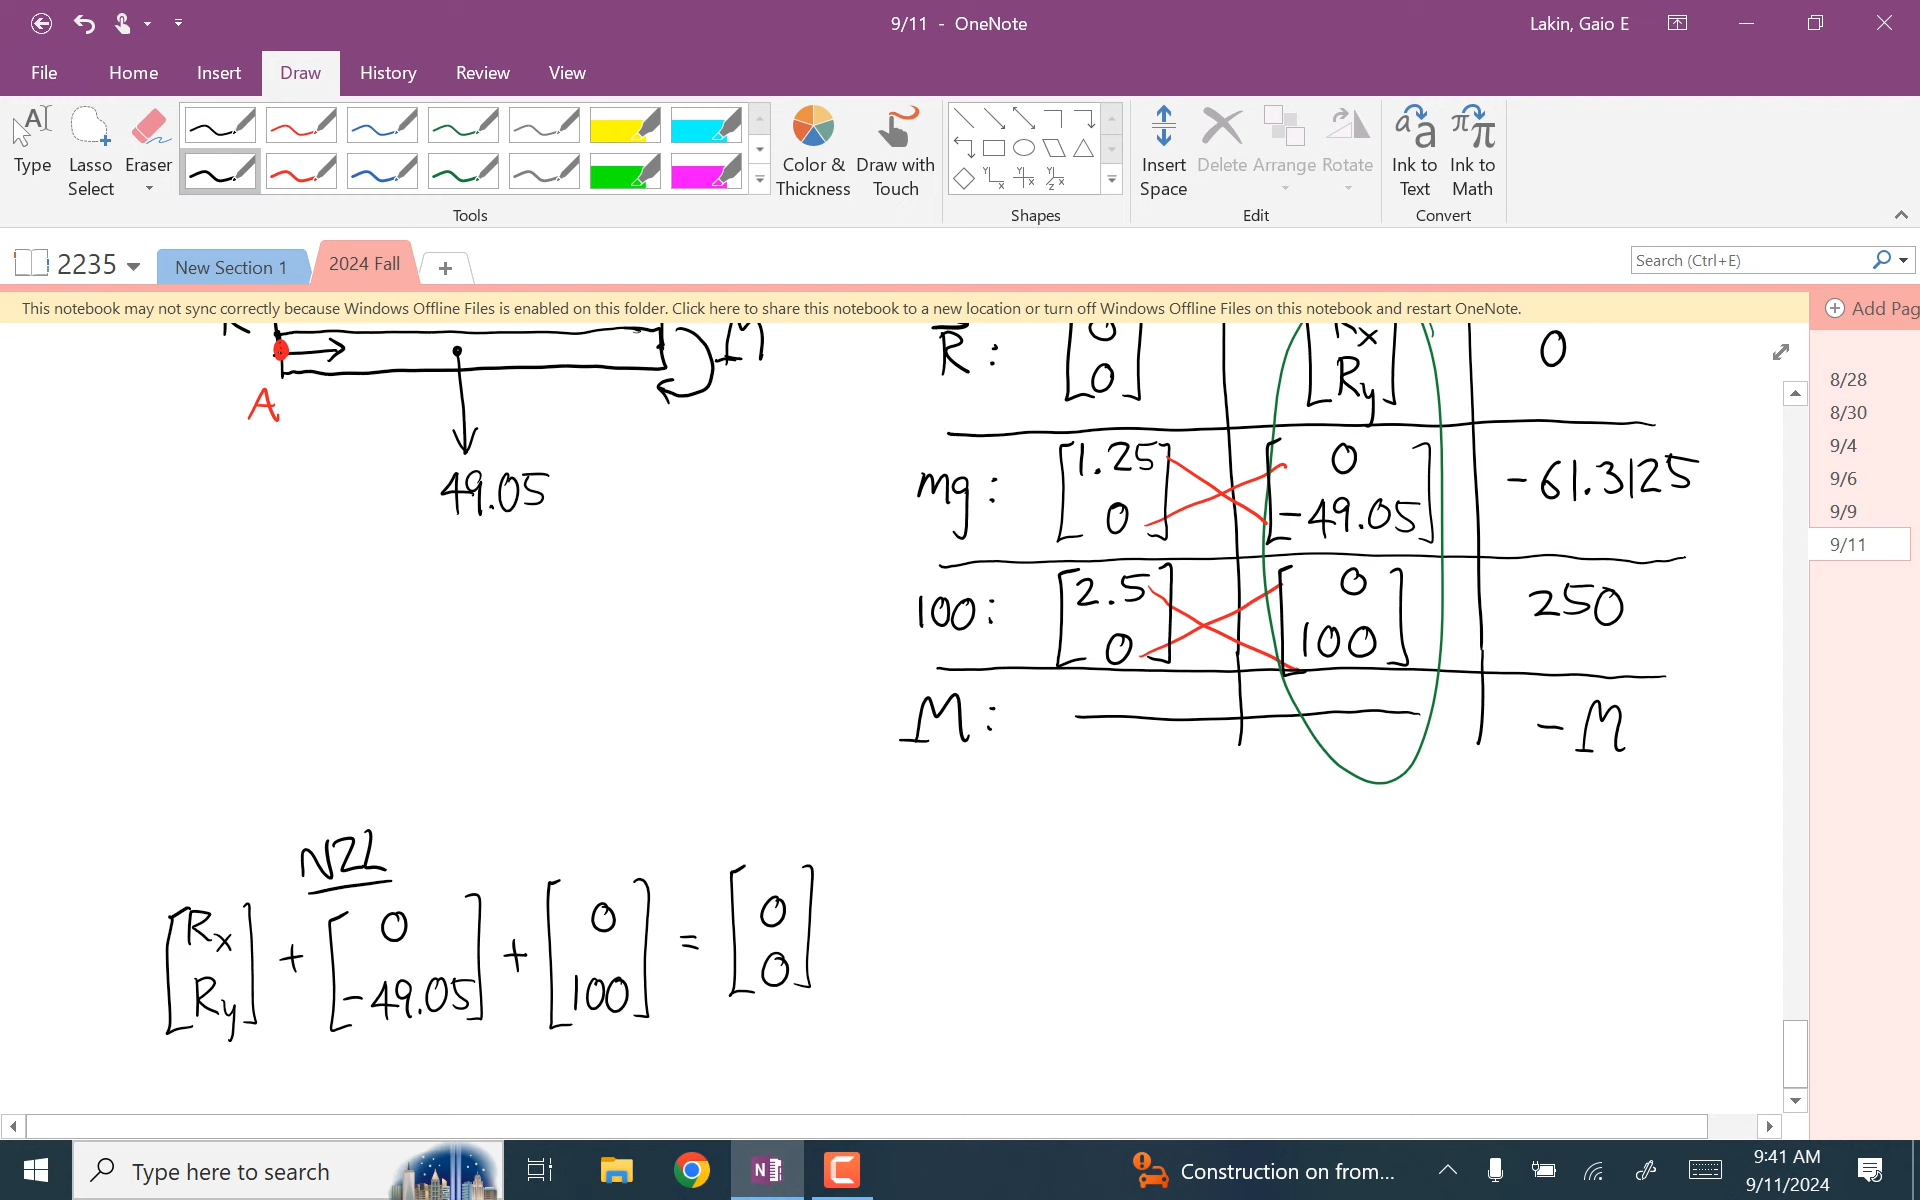 9/11 - OneNote
Lakin, Gaio E
File Home Insert Draw History Review View
Type
Lasso Select
Eraser
Color & Thickness
Draw with Touch
Insert Space
Delete
Arrange
Rotate
Ink to Text
Ink to Math
Tools
Shapes
Edit
Convert
2235
New Section 1
2024 Fall
Search (Ctrl+E)
This notebook may not sync correctly because Windows Offline Files is enabled on this folder. Click here to share this notebook to a new location or turn off Windows Offline Files on this notebook and restart OneNote.
Add Pag
8/28
8/30
9/4
9/6
9/9
9/11
M
A
49.05
R: [0 0] [Rx Ry] 0
mg: [1.25 0] [0 -49.05] -61.3125
100: [2.5 0] [0 100] 250
M: — -M
N2L
[Rx Ry] + [0 -49.05] + [0 100] = [0 0]
Type here to search
Construction on from...
9:41 AM
9/11/2024